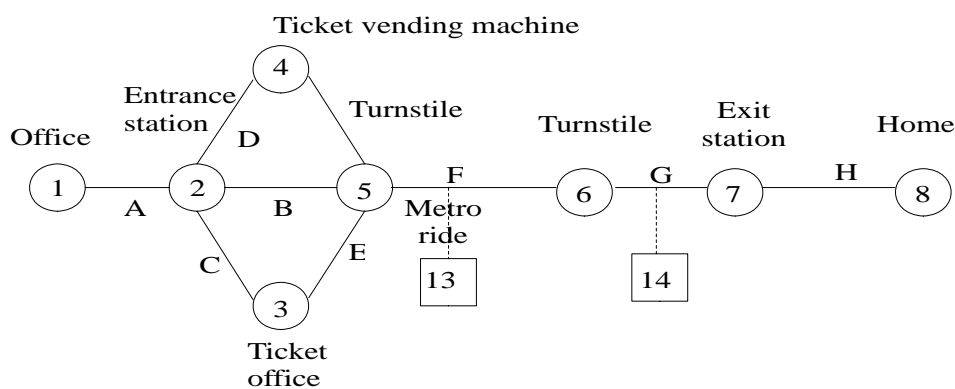 Ticket vending machine
4
Entrance
station
Turnstile
D
Office
Turnstile
Exit
station
Home
1
2
5
F
6
G
7
H
8
A
B
Metro
ride
C
E
13
14
3
Ticket
office